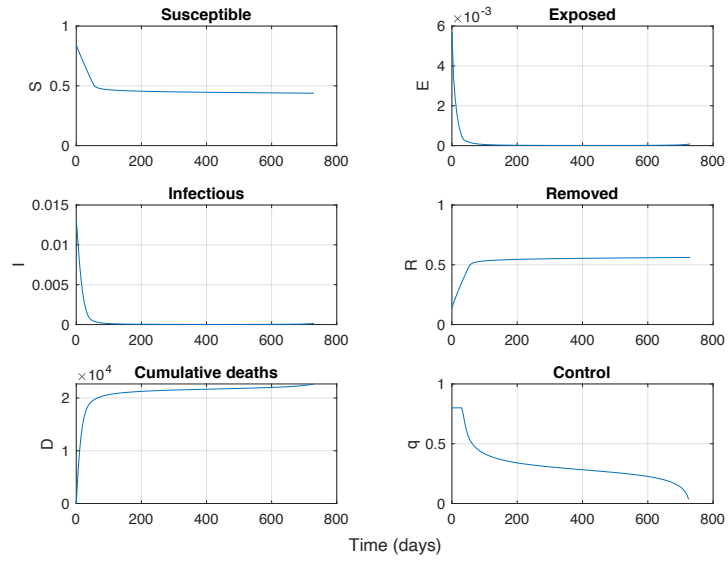 Susceptible
1
0.5
0
S
0 200 400 600 800
Exposed
×10⁻³
6
4
2
0
E
0 200 400 600 800
Infectious
0.015
0.01
0.005
0
I
0 200 400 600 800
Removed
1
0.5
0
R
0 200 400 600 800
Cumulative deaths
×10⁴
2
1
0
D
0 200 400 600 800
Control
1
0.5
0
q
0 200 400 600 800
Time (days)